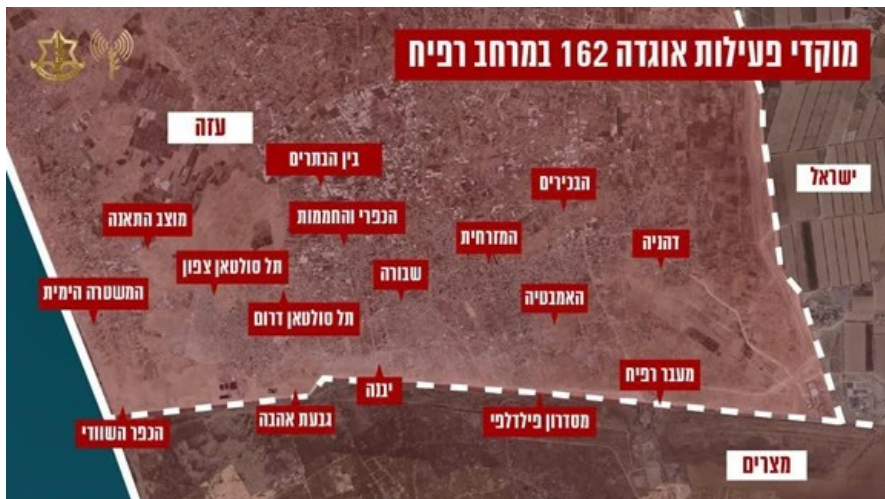 מוקדי פעילות אוגדה 162 במרחב רפיח
עזה
ישראל
בין הבתרים
הבכירים
מוצב התאנה
הכפרי והחממות
המזרחית
דהניה
תל סולטאן צפון
שבורה
המשטרה הימית
תל סולטאן דרום
האמבטיה
יבנה
מעבר רפיח
הכפר השוודי
גבעת אהבה
מסדרון פילדלפי
מצרים